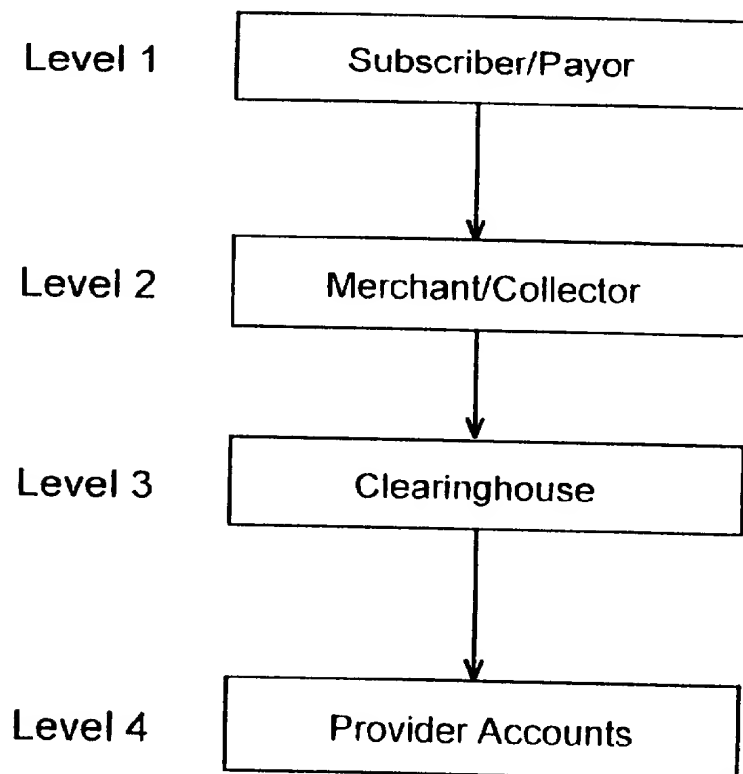 Level 1 Subscriber/Payor
Level 2 Merchant/Collector
Level 3 Clearinghouse
Level 4 Provider Accounts